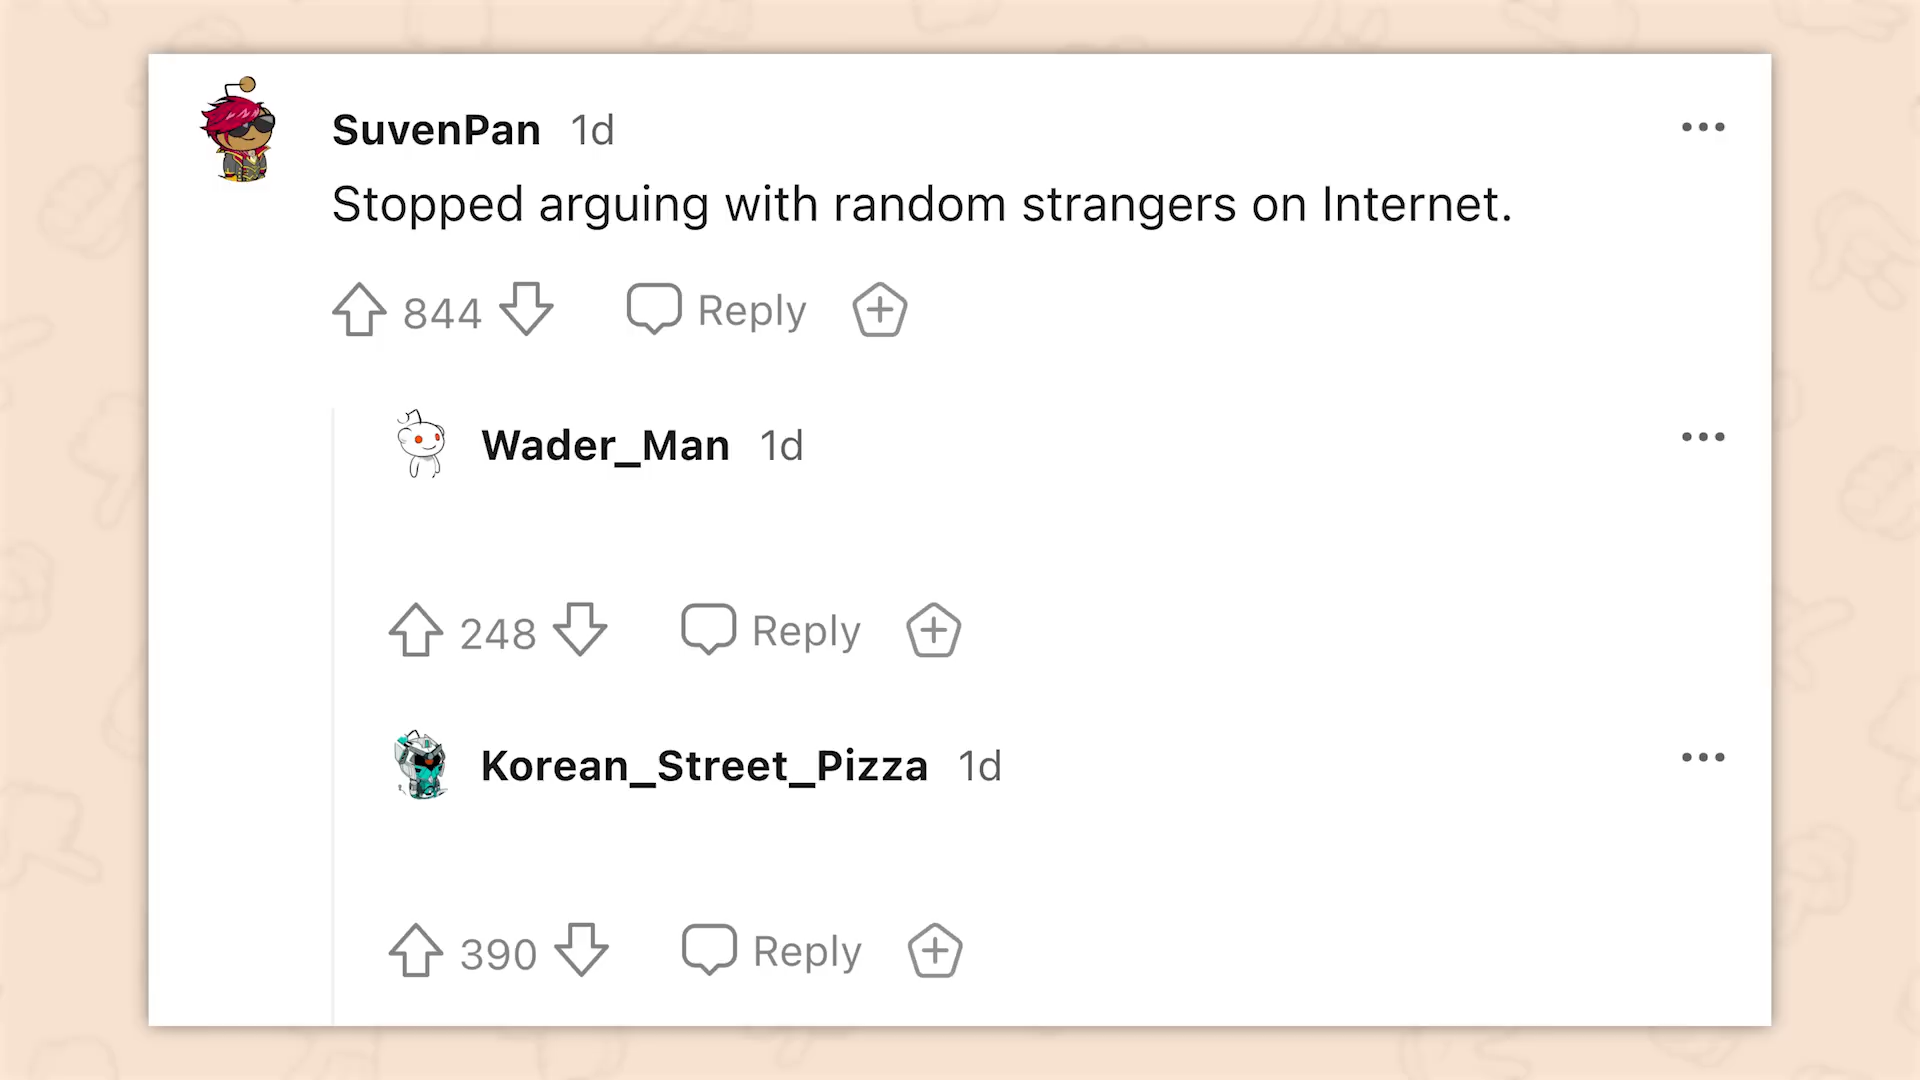 SuvenPan 1d
Stopped arguing with random strangers on Internet.
844 Reply
Wader_Man 1d
248 Reply
Korean_Street_Pizza 1d
390 Reply